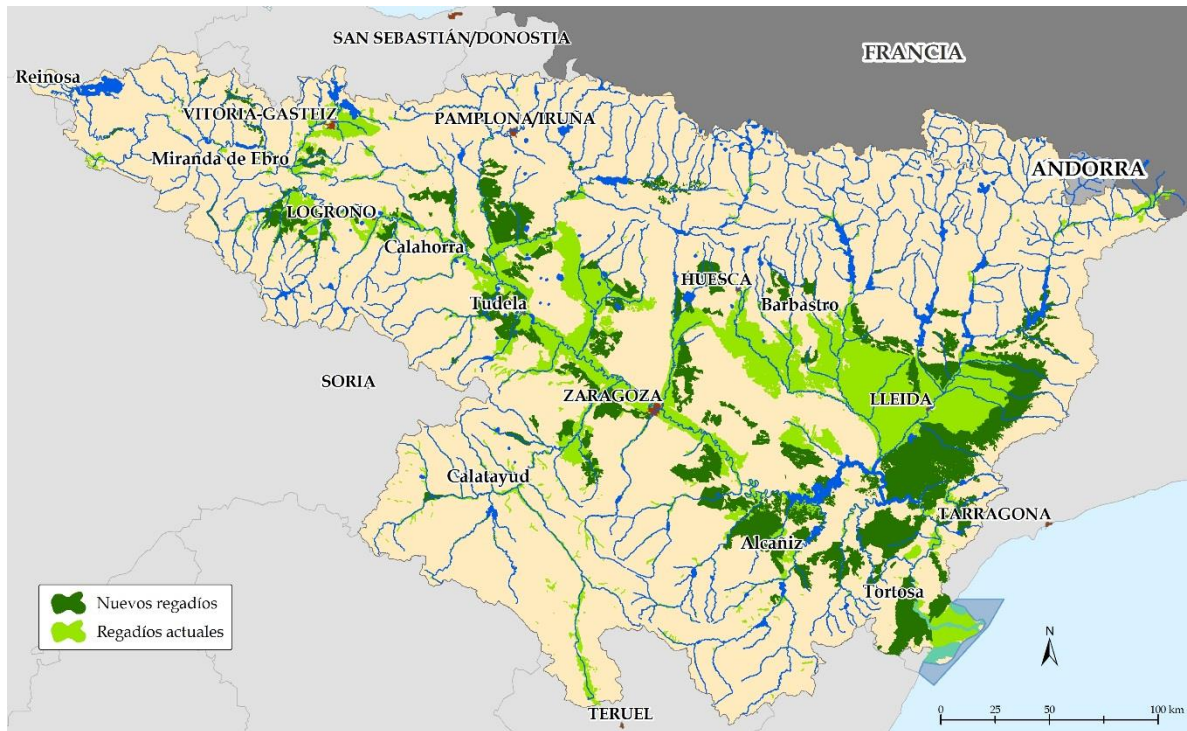 SAN SEBASTIÁN/DONOSTIA
FRANCIA
Reinosa
VITORIA-GASTEIZ
PAMPLONA/IRUÑA
Miranda de Ebro
ANDORRA
LOGROÑO
Calahorra
HUESCA
Barbastro
Tudela
SORIA
ZARAGOZA
LLEIDA
Calatayud
TARRAGONA
Alcañiz
Tortosa
Nuevos regadíos
Regadíos actuales
N
TERUEL
0 25 50 100 km